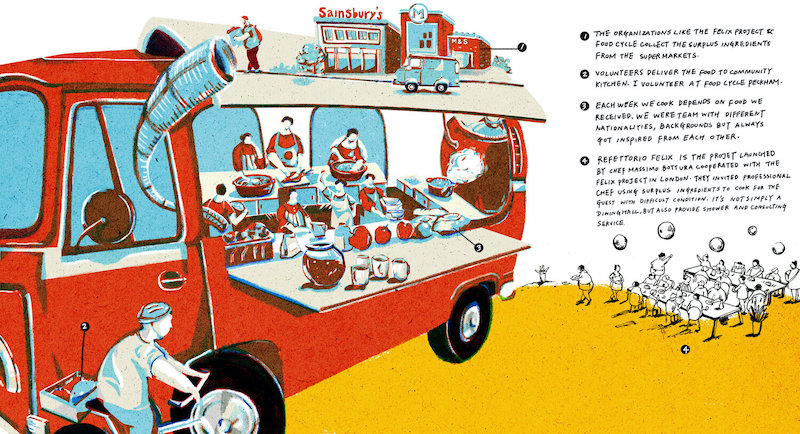 Sainsbury's
M
M&S
1
1 THE ORGANIZATIONS LIKE THE FELIX PROJECT &
FOOD CYCLE COLLECT THE SURPLUS INGREDIENTS
FROM THE SUPERMARKETS.
2 VOLUNTEERS DELIVER THE FOOD TO COMMUNITY
KITCHEN. I VOLUNTEER AT FOOD CYCLE PECKHAM.
3 EACH WEEK WE COOK DEPENDS ON FOOD WE
RECEIVED. WE WERE TEAM WITH DIFFERENT
NATIONALITIES, BACKGROUNDS BUT ALWAYS
GOT INSPIRED FROM EACH OTHER.
4 REFETTORIO FELIX IS THE PROJET LAUNCHED
BY CHEF MASSIMO BOTTURA COOPERATED WITH THE
FELIX PROJECT IN LONDON. THEY INVITED PROFESSIONAL
CHEF USING SURPLUS INGREDIENTS TO COOK FOR THE
GUEST WITH DIFFICULT CONDITION. IT'S NOT SIMPLY A
DINING HALL, BUT ALSO PROVIDE SHOWER AND CONSULTING
SERVICE.
3
2
4